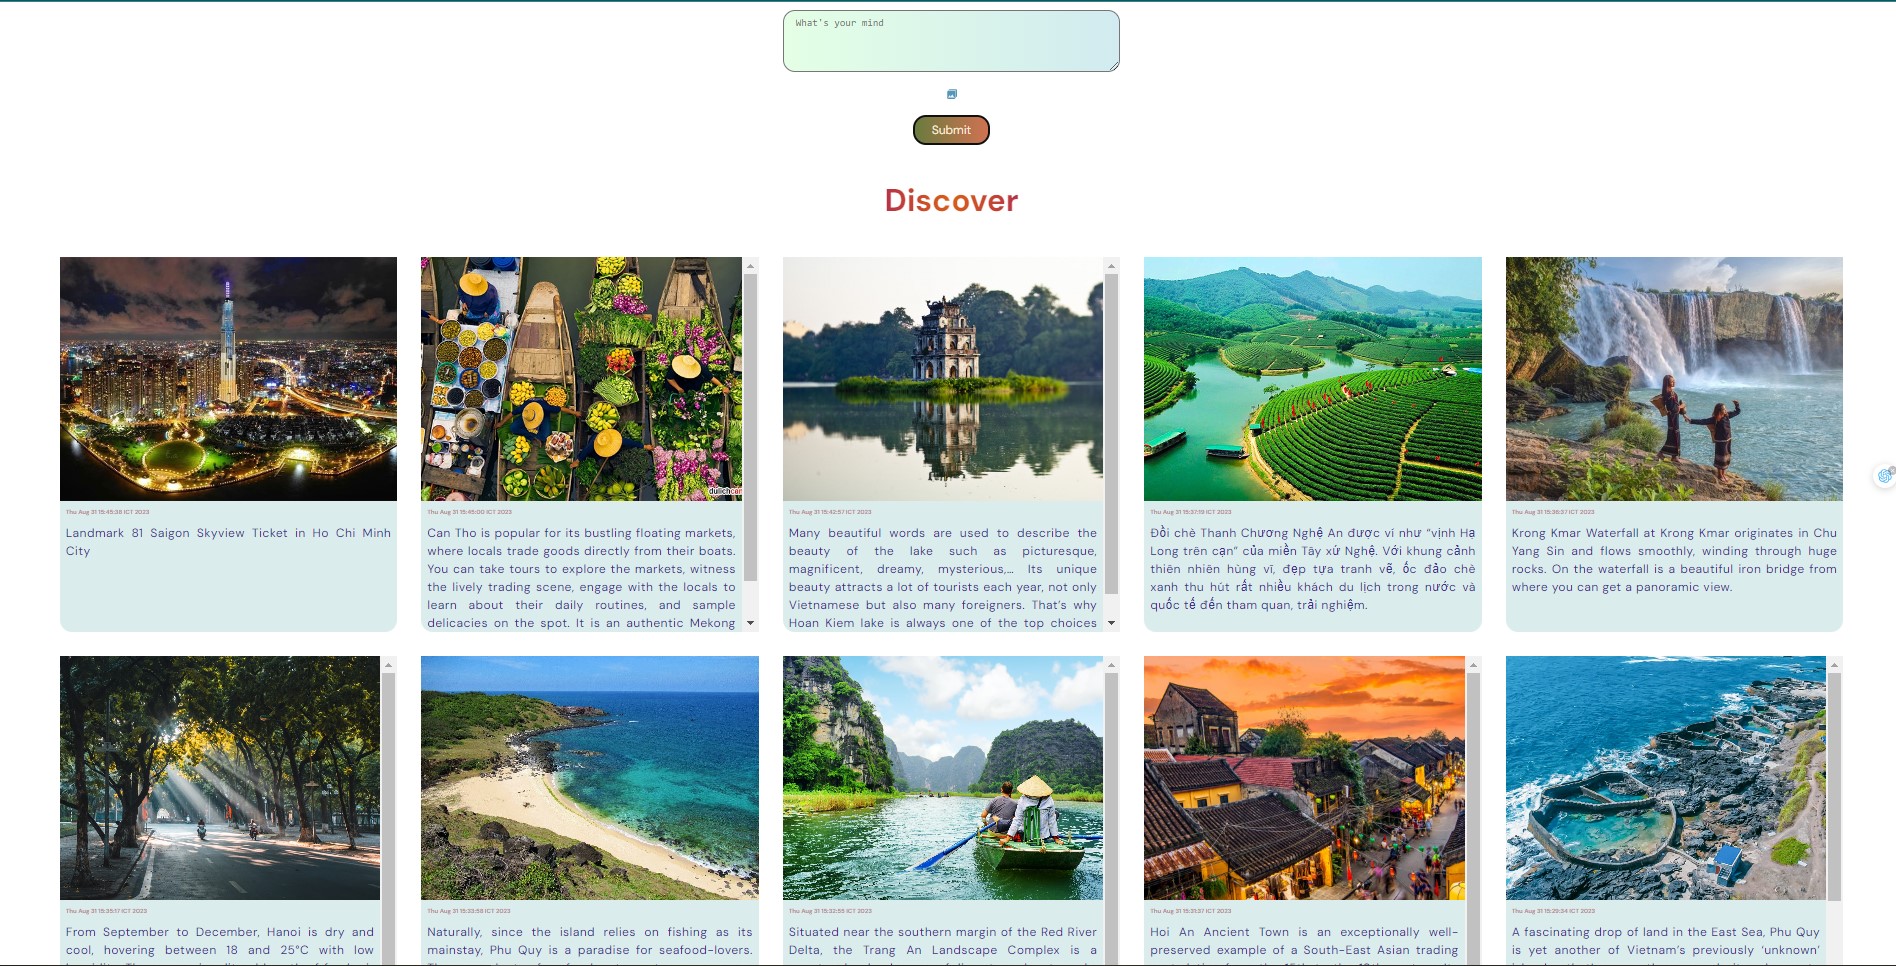 What's your mind
Submit
Discover
dulichcan
Thu Aug 31 15:45:38 ICT 2023
Landmark 81 Saigon Skyview Ticket in Ho Chi Minh
City
Thu Aug 31 15:45:00 ICT 2023
Can Tho is popular for its bustling floating markets,
where locals trade goods directly from their boats.
You can take tours to explore the markets, witness
the lively trading scene, engage with the locals to
learn about their daily routines, and sample
delicacies on the spot. It is an authentic Mekong
Thu Aug 31 15:42:57 ICT 2023
Many beautiful words are used to describe the
beauty of the lake such as picturesque,
magnificent, dreamy, mysterious,... Its unique
beauty attracts a lot of tourists each year, not only
Vietnamese but also many foreigners. That's why
Hoan Kiem lake is always one of the top choices
Thu Aug 31 15:37:19 ICT 2023
Đồi chè Thanh Chương Nghệ An được ví như “vịnh Hạ
Long trên cạn” của miền Tây xứ Nghệ. Với khung cảnh
thiên nhiên hùng vĩ, đẹp tựa tranh vẽ, ốc đảo chè
xanh thu hút rất nhiều khách du lịch trong nước và
quốc tế đến tham quan, trải nghiệm.
Thu Aug 31 15:36:37 ICT 2023
Krong Kmar Waterfall at Krong Kmar originates in Chu
Yang Sin and flows smoothly, winding through huge
rocks. On the waterfall is a beautiful iron bridge from
where you can get a panoramic view.
Thu Aug 31 15:35:17 ICT 2023
From September to December, Hanoi is dry and
cool, hovering between 18 and 25°C with low
Thu Aug 31 15:33:58 ICT 2023
Naturally, since the island relies on fishing as its
mainstay, Phu Quy is a paradise for seafood-lovers.
Thu Aug 31 15:32:55 ICT 2023
Situated near the southern margin of the Red River
Delta, the Trang An Landscape Complex is a
Thu Aug 31 15:31:37 ICT 2023
Hoi An Ancient Town is an exceptionally well-
preserved example of a South-East Asian trading
Thu Aug 31 15:29:34 ICT 2023
A fascinating drop of land in the East Sea, Phu Quy
is yet another of Vietnam's previously ‘unknown’